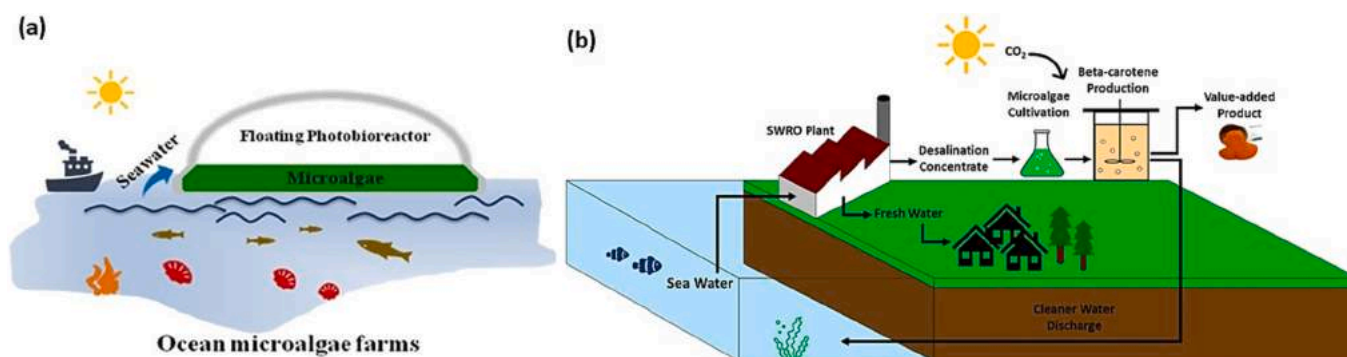 (a)
Seawater
Floating Photobioreactor
Microalgae
Ocean microalgae farms
(b)
CO2
Beta-carotene
Production
Microalgae
Cultivation
Value-added
Product
SWRO Plant
Desalination
Concentrate
Fresh Water
Sea Water
Cleaner Water
Discharge